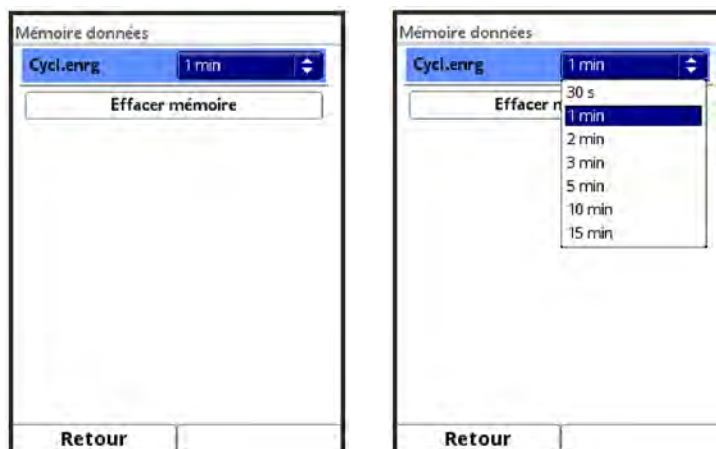 Mémoire données
Cycl.enrg 1 min
Effacer mémoire
Retour
Mémoire données
Cycl.enrg 1 min
30 s
Effacer
1 min
2 min
3 min
5 min
10 min
15 min
Retour